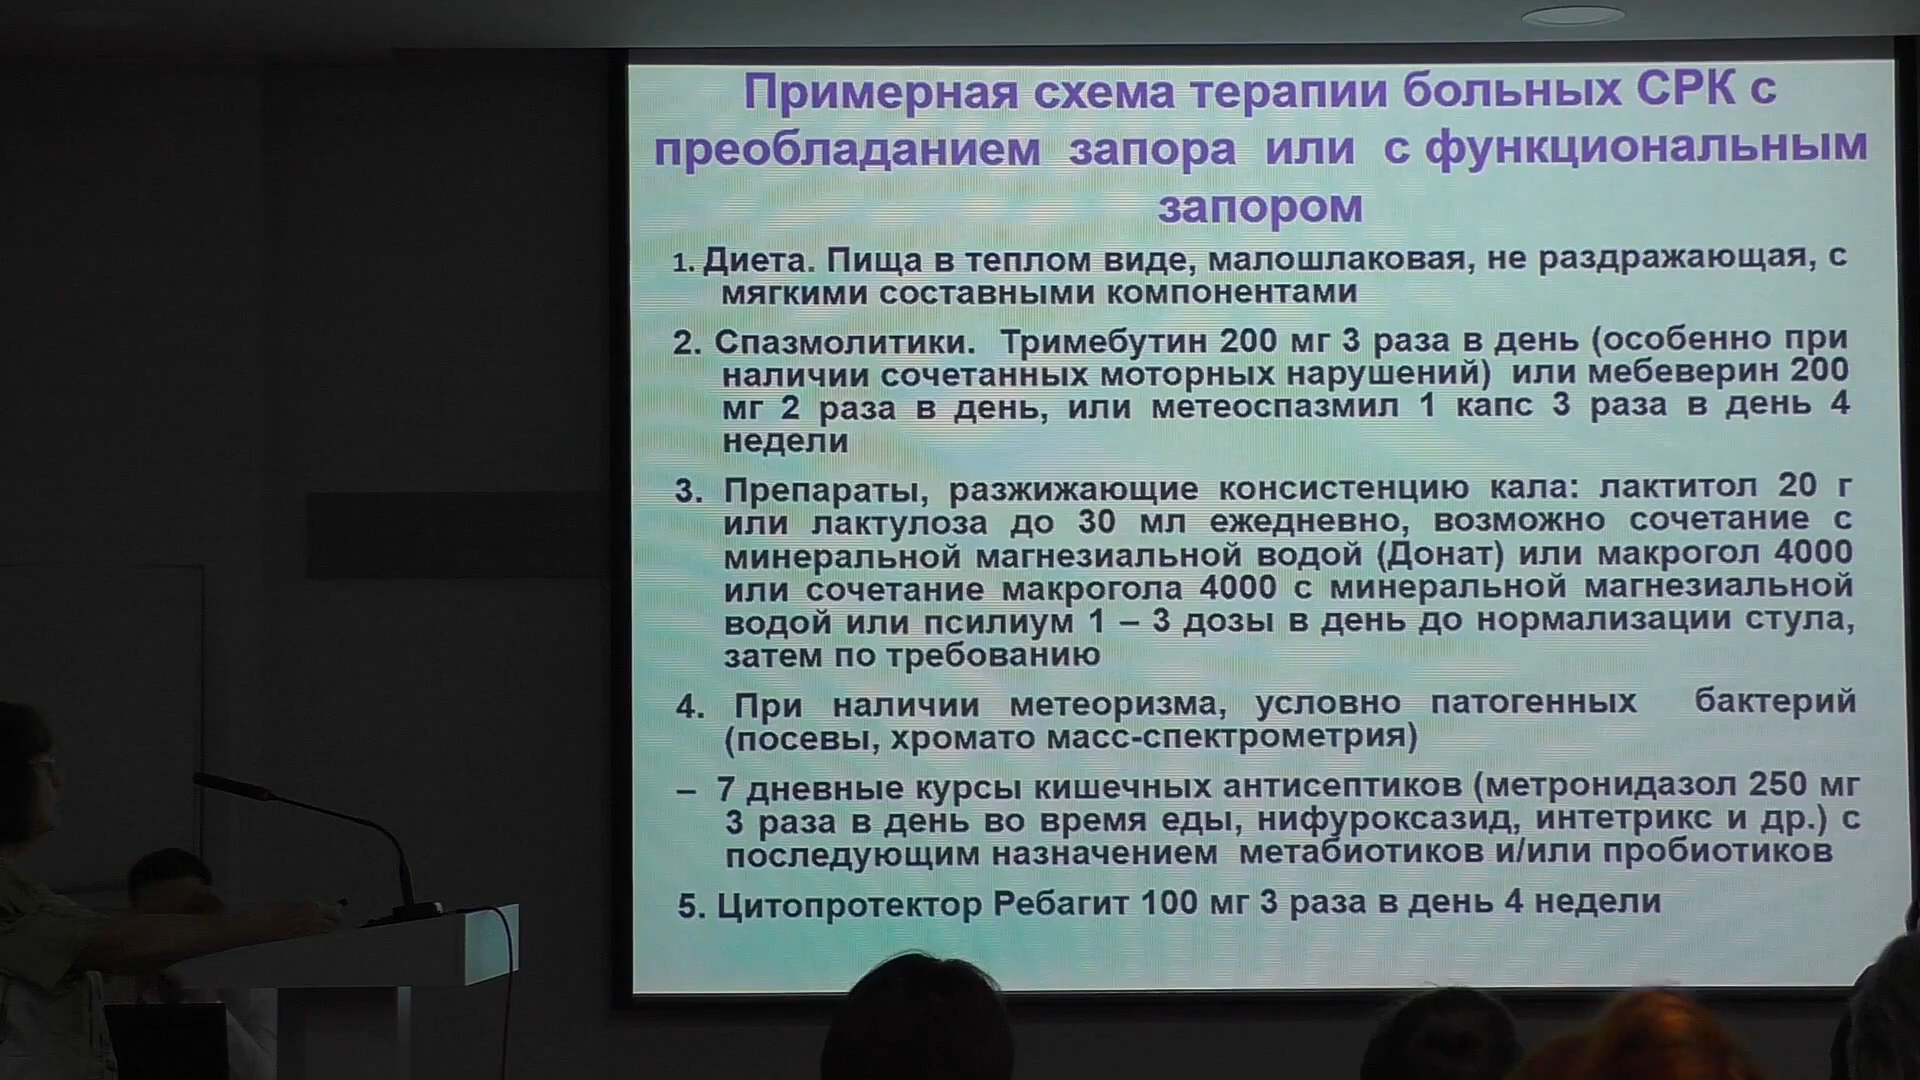 Примерная схема терапии больных СРК с
преобладанием запора или с функциональным
запором
1. Диета. Пища в теплом виде, малошлаковая, не раздражающая, с
мягкими составными компонентами
2. Спазмолитики. Тримебутин 200 мг 3 раза в день (особенно при
наличии сочетанных моторных нарушений) или мебеверин 200
мг 2 раза в день, или метеоспазмил 1 капс 3 раза в день 4
недели
3. Препараты, разжижающие консистенцию кала: лактитол 20 г
или лактулоза до 30 мл ежедневно, возможно сочетание с
минеральной магнезиальной водой (Донат) или макрогол 4000
или сочетание макрогола 4000 с минеральной магнезиальной
водой или псилиум 1 – 3 дозы в день до нормализации стула,
затем по требованию
4. При наличии метеоризма, условно патогенных бактерий
(посевы, хромато масс-спектрометрия)
– 7 дневные курсы кишечных антисептиков (метронидазол 250 мг
3 раза в день во время еды, нифуроксазид, интетрикс и др.) с
последующим назначением метабиотиков и/или пробиотиков
5. Цитопротектор Ребагит 100 мг 3 раза в день 4 недели